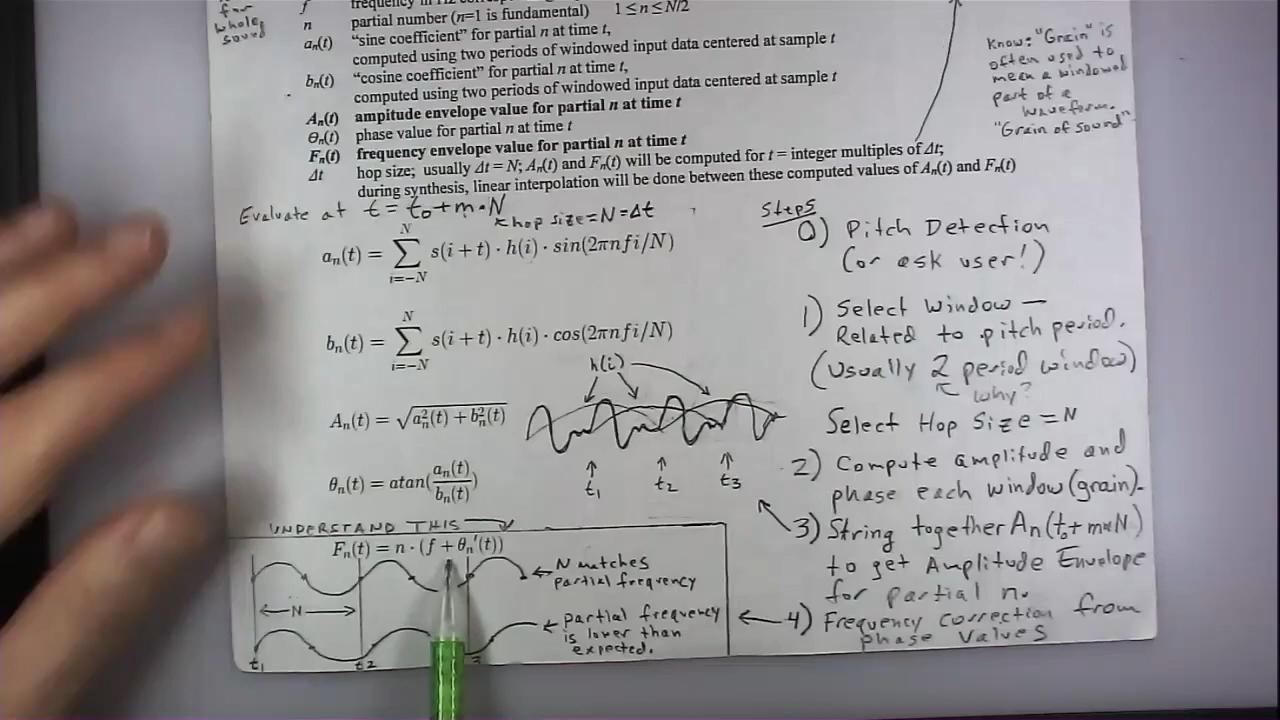 for
whole
sound
f frequency in Hz
n partial number (n=1 is fundamental) 1 ≤ n ≤ N/2
aₙ(t) "sine coefficient" for partial n at time t,
computed using two periods of windowed input data centered at sample t
bₙ(t) "cosine coefficient" for partial n at time t,
computed using two periods of windowed input data centered at sample t
Aₙ(t) ampitude envelope value for partial n at time t
θₙ(t) phase value for partial n at time t
Fₙ(t) frequency envelope value for partial n at time t
Δt hop size; usually Δt = N; Aₙ(t) and Fₙ(t) will be computed for t = integer multiples of Δt;
during synthesis, linear interpolation will be done between these computed values of Aₙ(t) and Fₙ(t)
Know: "Grain" is
often used to
mean a windowed
part of a
waveform.
"Grain of sound"
Evaluate at t = t₀ + m•N
hop size = N = Δt
aₙ(t) = ∑ᵢ₌₋ₙᴺ s(i + t) · h(i) · sin(2πnfi/N)
bₙ(t) = ∑ᵢ₌₋ₙᴺ s(i + t) · h(i) · cos(2πnfi/N)
h(i)
Aₙ(t) = √(aₙ²(t) + bₙ²(t))
t₁ t₂ t₃
θₙ(t) = atan(aₙ(t)/bₙ(t))
UNDERSTAND THIS
Fₙ(t) = n · (f + θₙ'(t))
N matches
partial frequency
N
partial frequency
is lower than
expected.
t₁ t₂ 3
Steps
0) Pitch Detection
(or ask user!)
1) Select Window —
Related to pitch period.
(Usually 2 period window)
why?
Select Hop Size = N
2) Compute amplitude and
phase each window (grain).
3) String together Aₙ(t₀+m*N)
to get Amplitude Envelope
for partial n.
4) Frequency correction from
phase values